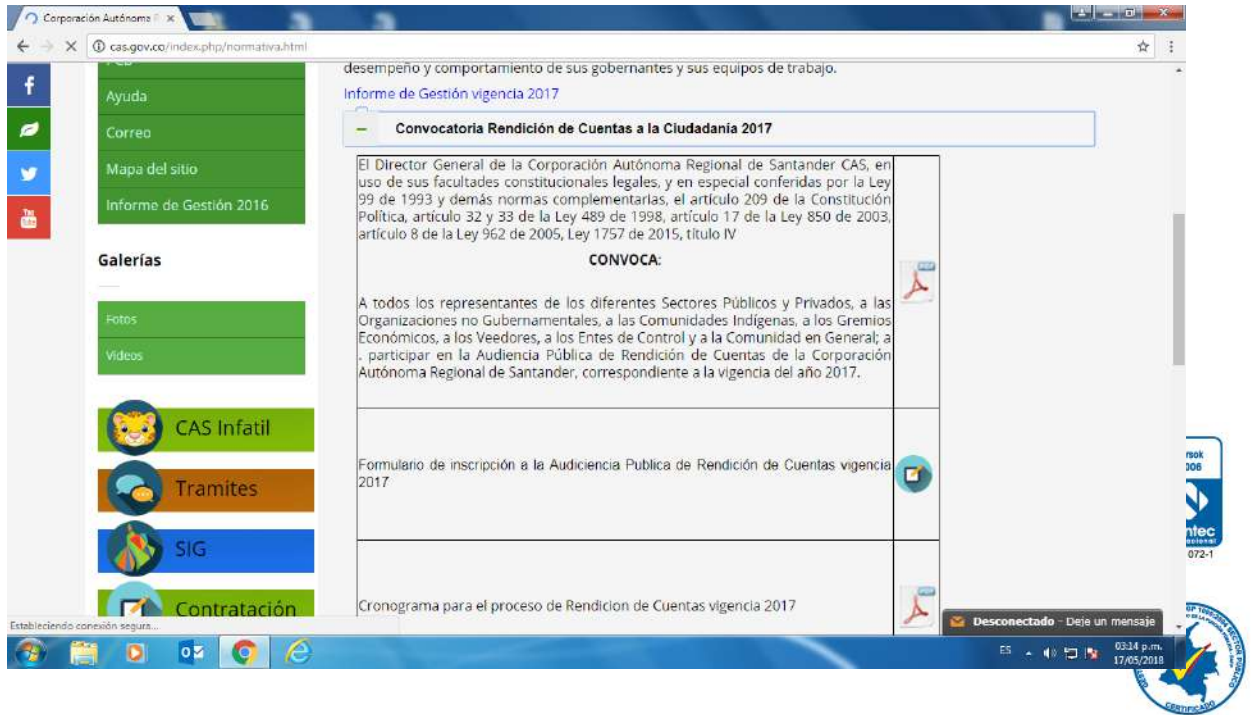 Corporación Autónoma R
cas.gov.co/index.php/normativa.html
Ayuda
Correo
Mapa del sitio
Informe de Gestión 2016
Galerías
Fotos
Videos
CAS Infatil
Tramites
SIG
Contratación
desempeño y comportamiento de sus gobernantes y sus equipos de trabajo.
Informe de Gestión vigencia 2017
Convocatoria Rendición de Cuentas a la Ciudadanía 2017
El Director General de la Corporación Autónoma Regional de Santander CAS, en
uso de sus facultades constitucionales legales, y en especial conferidas por la Ley
99 de 1993 y demás normas complementarias, el artículo 209 de la Constitución
Política, artículo 32 y 33 de la Ley 489 de 1998, artículo 17 de la Ley 850 de 2003,
artículo 8 de la Ley 962 de 2005, Ley 1757 de 2015, título IV
CONVOCA:
A todos los representantes de los diferentes Sectores Públicos y Privados, a las
Organizaciones no Gubernamentales, a las Comunidades Indígenas, a los Gremios
Económicos, a los Veedores, a los Entes de Control y a la Comunidad en General; a
. participar en la Audiencia Pública de Rendición de Cuentas de la Corporación
Autónoma Regional de Santander, correspondiente a la vigencia del año 2017.
Formulario de inscripción a la Audiciencia Publica de Rendición de Cuentas vigencia
2017
Cronograma para el proceso de Rendicion de Cuentas vigencia 2017
Desconectado - Deje un mensaje
Estableciendo conexión segura...
ES
03:14 p.m.
17/05/2018
rsok
006
ntec
072-1
CERTIFICADO